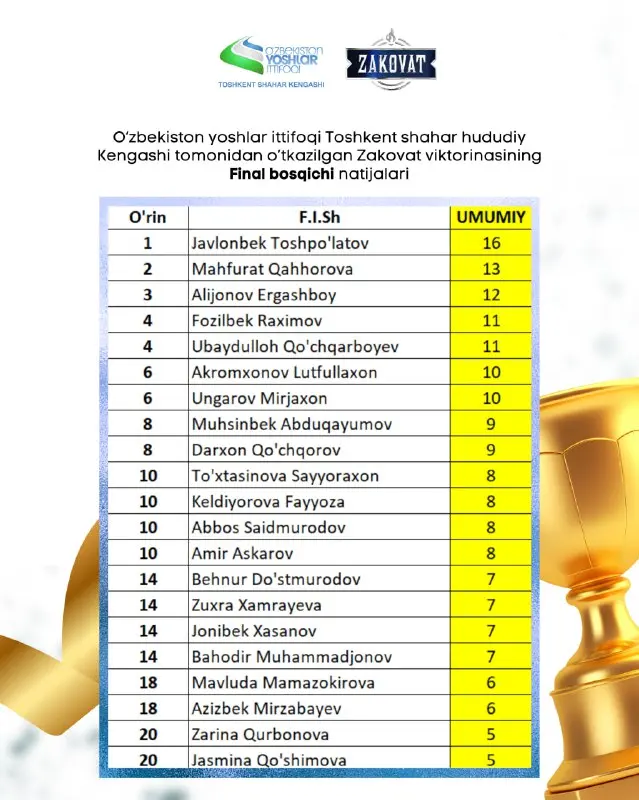 o'zbekiston
YOSHLAR
ITTIFOQI
TOSHKENT SHAHAR KENGASHI
ZAKOVAT
O‘zbekiston yoshlar ittifoqi Toshkent shahar hududiy
Kengashi tomonidan o‘tkazilgan Zakovat viktorinasining
Final bosqichi natijalari
O'rin F.I.Sh UMUMIY
1 Javlonbek Toshpo'latov 16
2 Mahfurat Qahhorova 13
3 Alijonov Ergashboy 12
4 Fozilbek Raximov 11
4 Ubaydulloh Qo'chqarboyev 11
6 Akromxonov Lutfullaxon 10
6 Ungarov Mirjaxon 10
8 Muhsinbek Abduqayumov 9
8 Darxon Qo'chqorov 9
10 To'xtasinova Sayyoraxon 8
10 Keldiyorova Fayyoza 8
10 Abbos Saidmurodov 8
10 Amir Askarov 8
14 Behnur Do'stmurodov 7
14 Zuxra Xamrayeva 7
14 Jonibek Xasanov 7
14 Bahodir Muhammadjonov 7
18 Mavluda Mamazokirova 6
18 Azizbek Mirzabayev 6
20 Zarina Qurbonova 5
20 Jasmina Qo'shimova 5